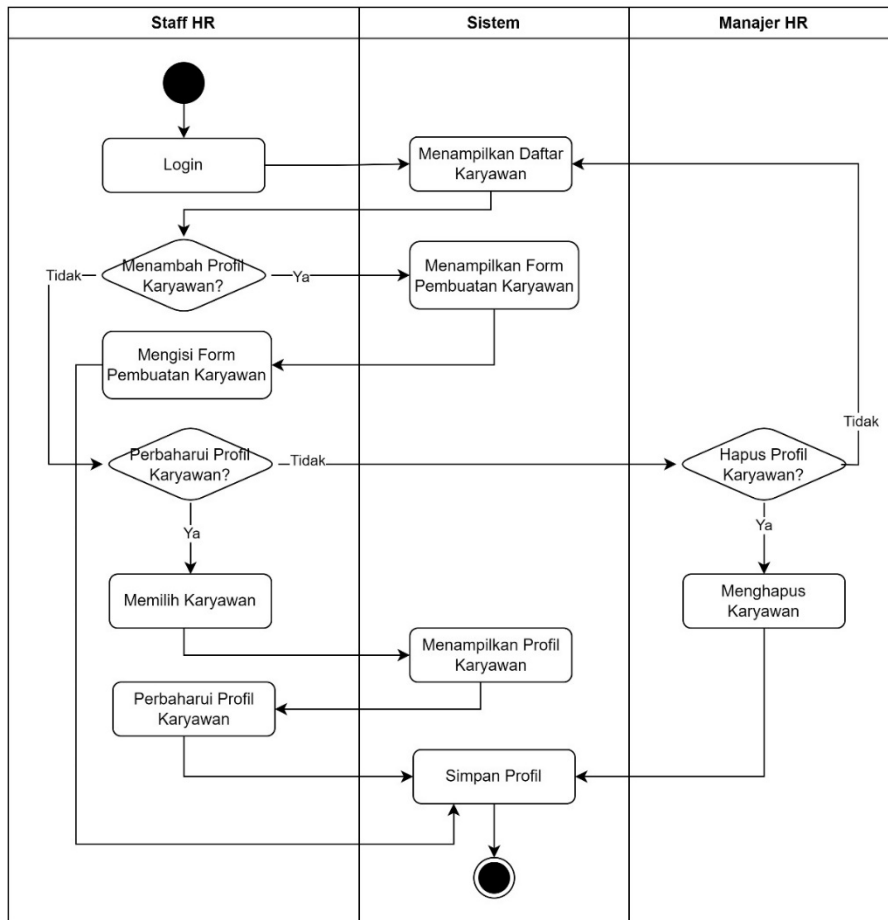 Staff HR
Sistem
Manajer HR
Login
Menampilkan Daftar
Karyawan
Menambah Profil
Karyawan?
Tidak
Ya
Menampilkan Form
Pembuatan Karyawan
Mengisi Form
Pembuatan Karyawan
Perbaharui Profil
Karyawan?
Tidak
Hapus Profil
Karyawan?
Tidak
Ya
Ya
Memilih Karyawan
Menghapus
Karyawan
Menampilkan Profil
Karyawan
Perbaharui Profil
Karyawan
Simpan Profil